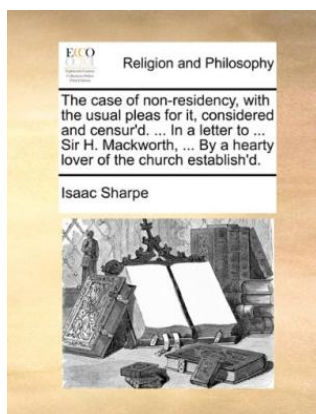 ECCO
Religion and Philosophy
The case of non-residency, with
the usual pleas for it, considered
and censur'd. ... In a letter to ...
Sir H. Mackworth, ... By a hearty
lover of the church establish'd.
Isaac Sharpe